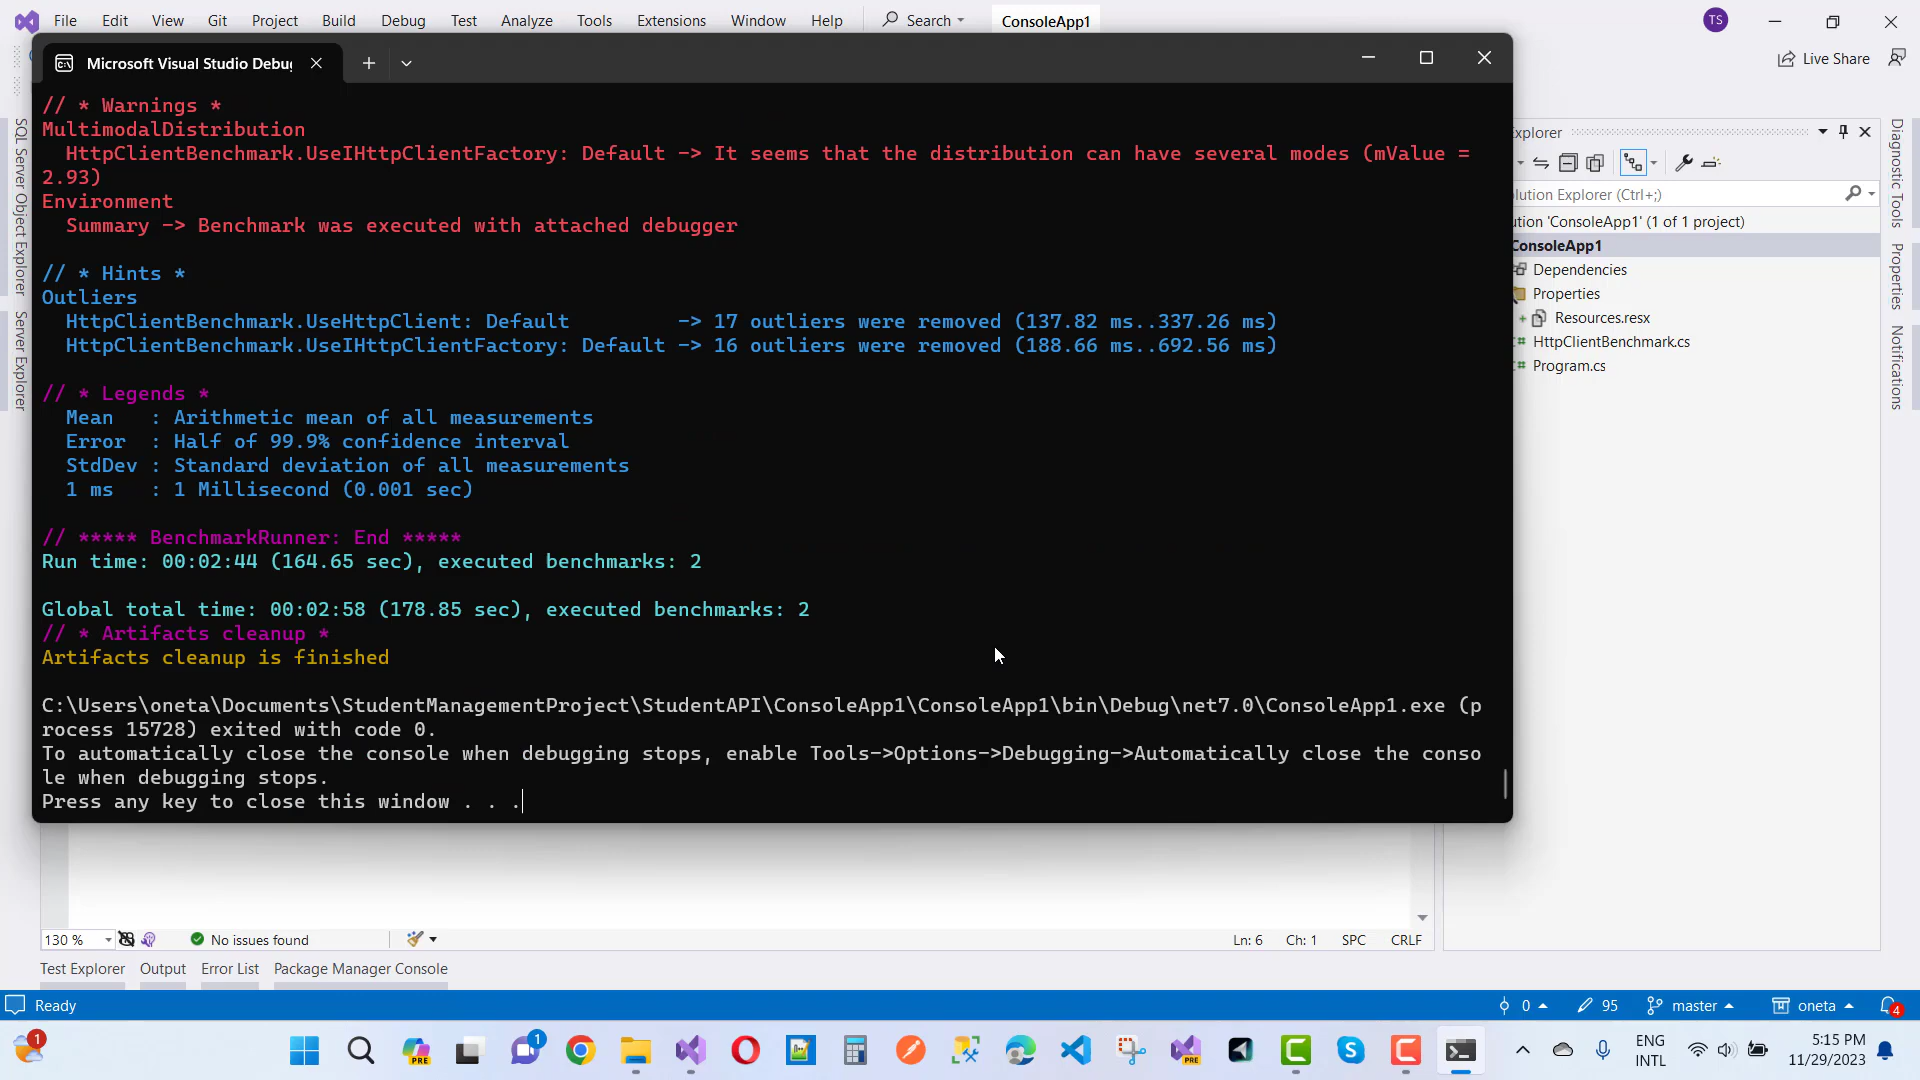 File Edit View Git Project Build Debug Test Analyze Tools Extensions Window Help Search ConsoleApp1 TS
Live Share
Microsoft Visual Studio Debug
// * Warnings *
MultimodalDistribution
HttpClientBenchmark.UseIHttpClientFactory: Default -> It seems that the distribution can have several modes (mValue =
2.93)
Environment
Summary -> Benchmark was executed with attached debugger
// * Hints *
Outliers
HttpClientBenchmark.UseHttpClient: Default -> 17 outliers were removed (137.82 ms..337.26 ms)
HttpClientBenchmark.UseIHttpClientFactory: Default -> 16 outliers were removed (188.66 ms..692.56 ms)
// * Legends *
Mean : Arithmetic mean of all measurements
Error : Half of 99.9% confidence interval
StdDev : Standard deviation of all measurements
1 ms : 1 Millisecond (0.001 sec)
// ***** BenchmarkRunner: End *****
Run time: 00:02:44 (164.65 sec), executed benchmarks: 2
Global total time: 00:02:58 (178.85 sec), executed benchmarks: 2
// * Artifacts cleanup *
Artifacts cleanup is finished
C:\Users\oneta\Documents\StudentManagementProject\StudentAPI\ConsoleApp1\ConsoleApp1\bin\Debug\net7.0\ConsoleApp1.exe (p
rocess 15728) exited with code 0.
To automatically close the console when debugging stops, enable Tools->Options->Debugging->Automatically close the conso
le when debugging stops.
Press any key to close this window . . .
SQL Server Object Explorer
Server Explorer
Explorer
olution Explorer (Ctrl+;)
ution 'ConsoleApp1' (1 of 1 project)
ConsoleApp1
Dependencies
Properties
Resources.resx
HttpClientBenchmark.cs
Program.cs
Diagnostic Tools
Properties
Notifications
130 % No issues found Ln: 6 Ch: 1 SPC CRLF
Test Explorer Output Error List Package Manager Console
Ready 0 95 master oneta 4
1 PRE 1 PRE ENG
INTL
5:15 PM
11/29/2023